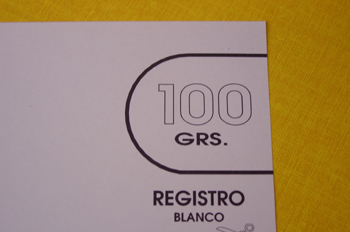 100
GRS.
REGISTRO
BLANCO